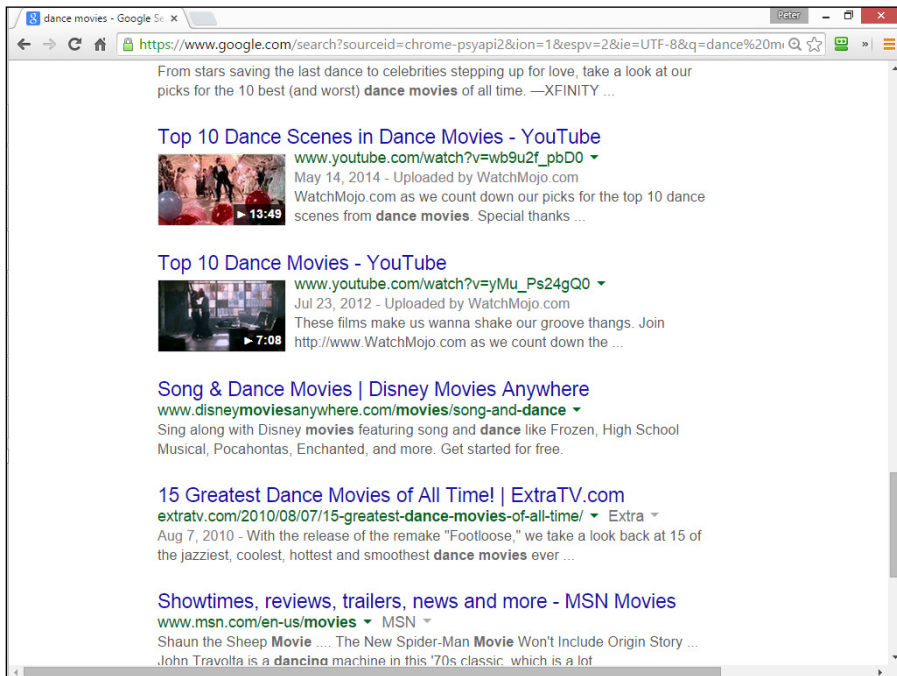 dance movies - Google Se
Peter
https://www.google.com/search?sourceid=chrome-psyapi2&ion=1&espv=2&ie=UTF-8&q=dance%20m
From stars saving the last dance to celebrities stepping up for love, take a look at our
picks for the 10 best (and worst) dance movies of all time. —XFINITY ...
Top 10 Dance Scenes in Dance Movies - YouTube
www.youtube.com/watch?v=wb9u2f_pbD0
May 14, 2014 - Uploaded by WatchMojo.com
WatchMojo.com as we count down our picks for the top 10 dance
scenes from dance movies. Special thanks ...
13:49
Top 10 Dance Movies - YouTube
www.youtube.com/watch?v=yMu_Ps24gQ0
Jul 23, 2012 - Uploaded by WatchMojo.com
These films make us wanna shake our groove thangs. Join
http://www.WatchMojo.com as we count down the ...
7:08
Song & Dance Movies | Disney Movies Anywhere
www.disneymoviesanywhere.com/movies/song-and-dance
Sing along with Disney movies featuring song and dance like Frozen, High School
Musical, Pocahontas, Enchanted, and more. Get started for free.
15 Greatest Dance Movies of All Time! | ExtraTV.com
extratv.com/2010/08/07/15-greatest-dance-movies-of-all-time/ Extra
Aug 7, 2010 - With the release of the remake "Footloose," we take a look back at 15 of
the jazziest, coolest, hottest and smoothest dance movies ever ...
Showtimes, reviews, trailers, news and more - MSN Movies
www.msn.com/en-us/movies MSN
Shaun the Sheep Movie .... The New Spider-Man Movie Won't Include Origin Story ...
John Travolta is a dancing machine in this '70s classic, which is a lot